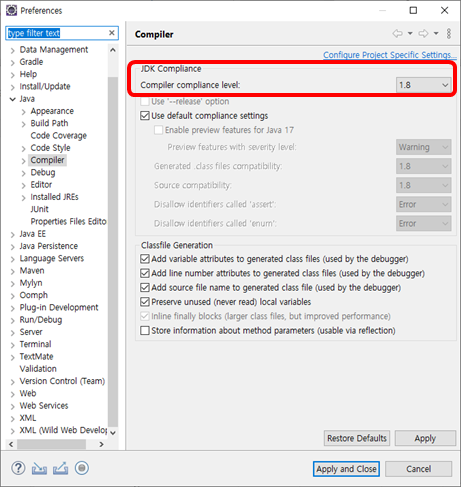 Preferences
type filter text
Data Management
Gradle
Help
Install/Update
Java
Appearance
Build Path
Code Coverage
Code Style
Compiler
Debug
Editor
Installed JREs
JUnit
Properties Files Edito
Java EE
Java Persistence
Language Servers
Maven
Mylyn
Oomph
Plug-in Development
Run/Debug
Server
Terminal
TextMate
Validation
Version Control (Team)
Web
Web Services
XML
XML (Wild Web Develop
Compiler
Configure Project Specific Settings...
JDK Compliance
Compiler compliance level: 1.8
Use '--release' option
Use default compliance settings
Enable preview features for Java 17
Preview features with severity level: Warning
Generated .class files compatibility: 1.8
Source compatibility: 1.8
Disallow identifiers called 'assert': Error
Disallow identifiers called 'enum': Error
Classfile Generation
Add variable attributes to generated class files (used by the debugger)
Add line number attributes to generated class files (used by the debugger)
Add source file name to generated class file (used by the debugger)
Preserve unused (never read) local variables
Inline finally blocks (larger class files, but improved performance)
Store information about method parameters (usable via reflection)
Restore Defaults Apply
? Apply and Close Cancel